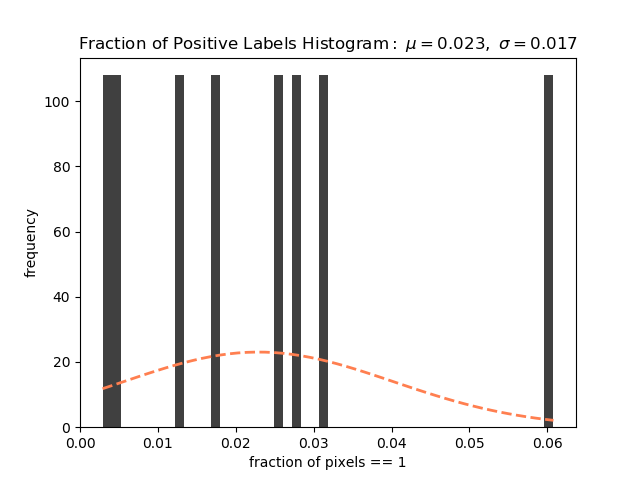 Fraction of Positive Labels Histogram : μ = 0.023, σ = 0.017
100
80
60
40
20
0
frequency
0.00 0.01 0.02 0.03 0.04 0.05 0.06
fraction of pixels == 1